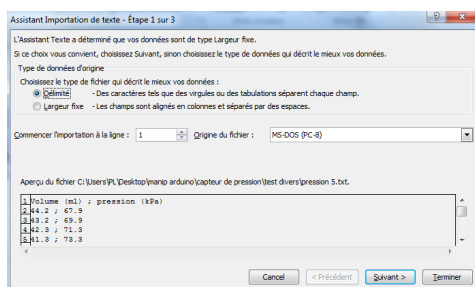 Assistant Importation de texte - Étape 1 sur 3
L'Assistant Texte a déterminé que vos données sont de type Largeur fixe.
Si ce choix vous convient, choisissez Suivant, sinon choisissez le type de données qui décrit le mieux vos données.
Type de données d'origine
Choisissez le type de fichier qui décrit le mieux vos données :
Délimité - Des caractères tels que des virgules ou des tabulations séparent chaque champ.
Largeur fixe - Les champs sont alignés en colonnes et séparés par des espaces.
Commencer l'importation à la ligne : 1 Origine du fichier : MS-DOS (PC-8)
Aperçu du fichier C:\Users\PL\Desktop\manip arduino\capteur de pression\test divers\pression 5.txt.
1 Volume (ml) ; pression (kPa)
2 44.2 ; 67.9
3 43.2 ; 69.9
4 42.3 ; 71.3
5 41.3 ; 73.3
Cancel < Précédent Suivant > Terminer